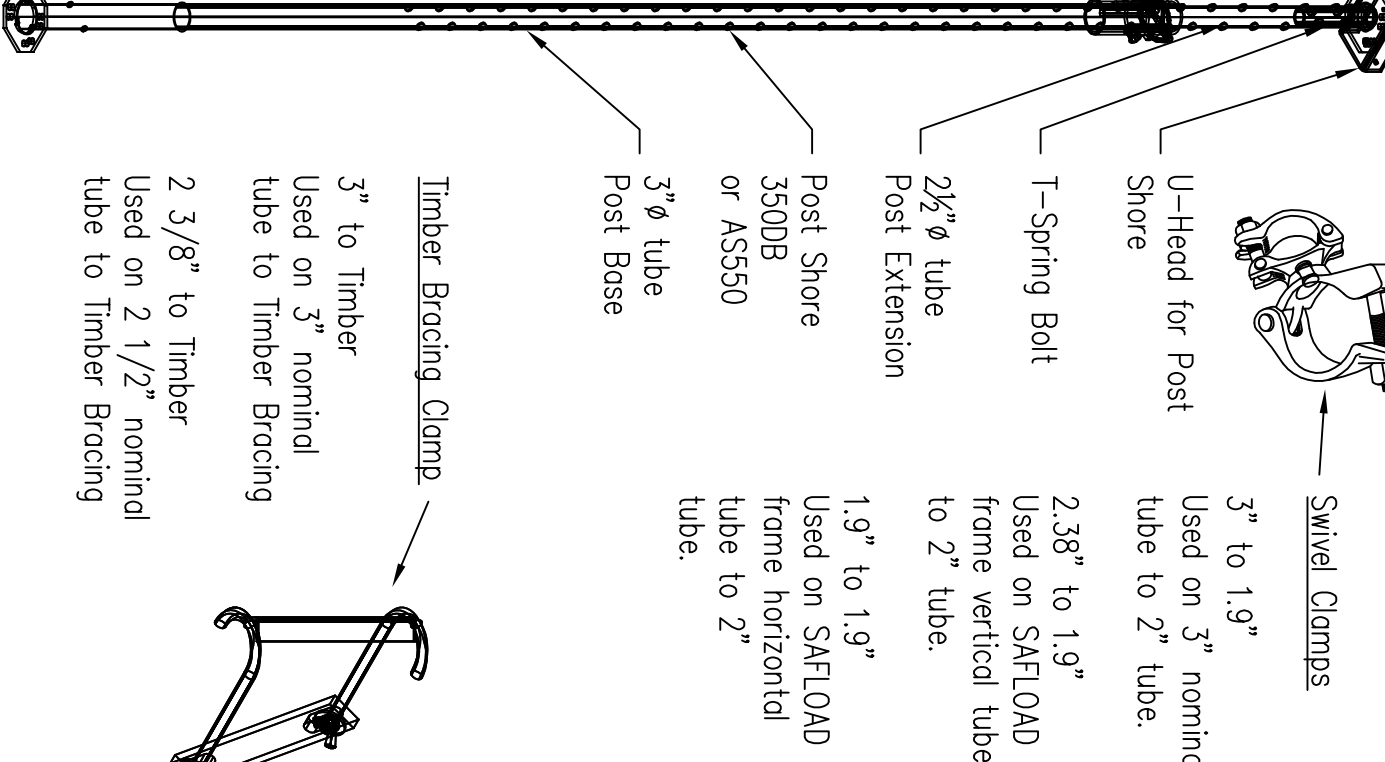 U-Head for Post
Shore
T-Spring Bolt
2½"ø tube
Post Extension
Post Shore
350DB
or AS550
3"ø tube
Post Base
Swivel Clamps
3" to 1.9"
Used on 3"
tube to 2" tube.
2.38" to 1.9"
Used on SAFLOAD
frame vertical tube
to 2" tube.
1.9" to 1.9"
Used on SAFLOAD
frame horizontal
tube to 2"
tube.
Timber Bracing Clamp
3" to Timber
Used on 3" nominal
tube to Timber Bracing
2 3/8" to Timber
Used on 2 1/2" nominal
tube to Timber Bracing